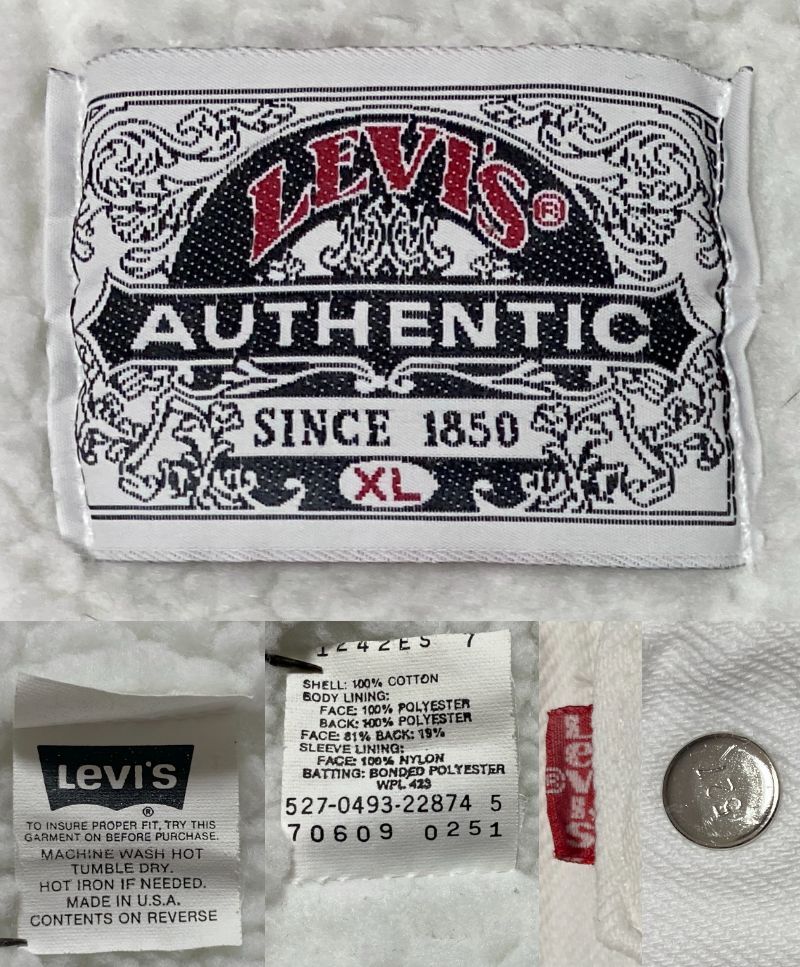 LEVI'S®
AUTHENTIC
SINCE 1850
XL
LEVI'S
®
TO INSURE PROPER FIT, TRY THIS
GARMENT ON BEFORE PURCHASE.
MACHINE WASH HOT
TUMBLE DRY.
HOT IRON IF NEEDED.
MADE IN U.S.A.
CONTENTS ON REVERSE
1242ES 7
SHELL: 100% COTTON
BODY LINING:
FACE: 100% POLYESTER
BACK: 100% POLYESTER
FACE: 81% BACK: 19%
SLEEVE LINING:
FACE: 100% NYLON
BATTING: BONDED POLYESTER
WPL 423
527-0493-22874 5
70609 0251
LEVI'S
®
527